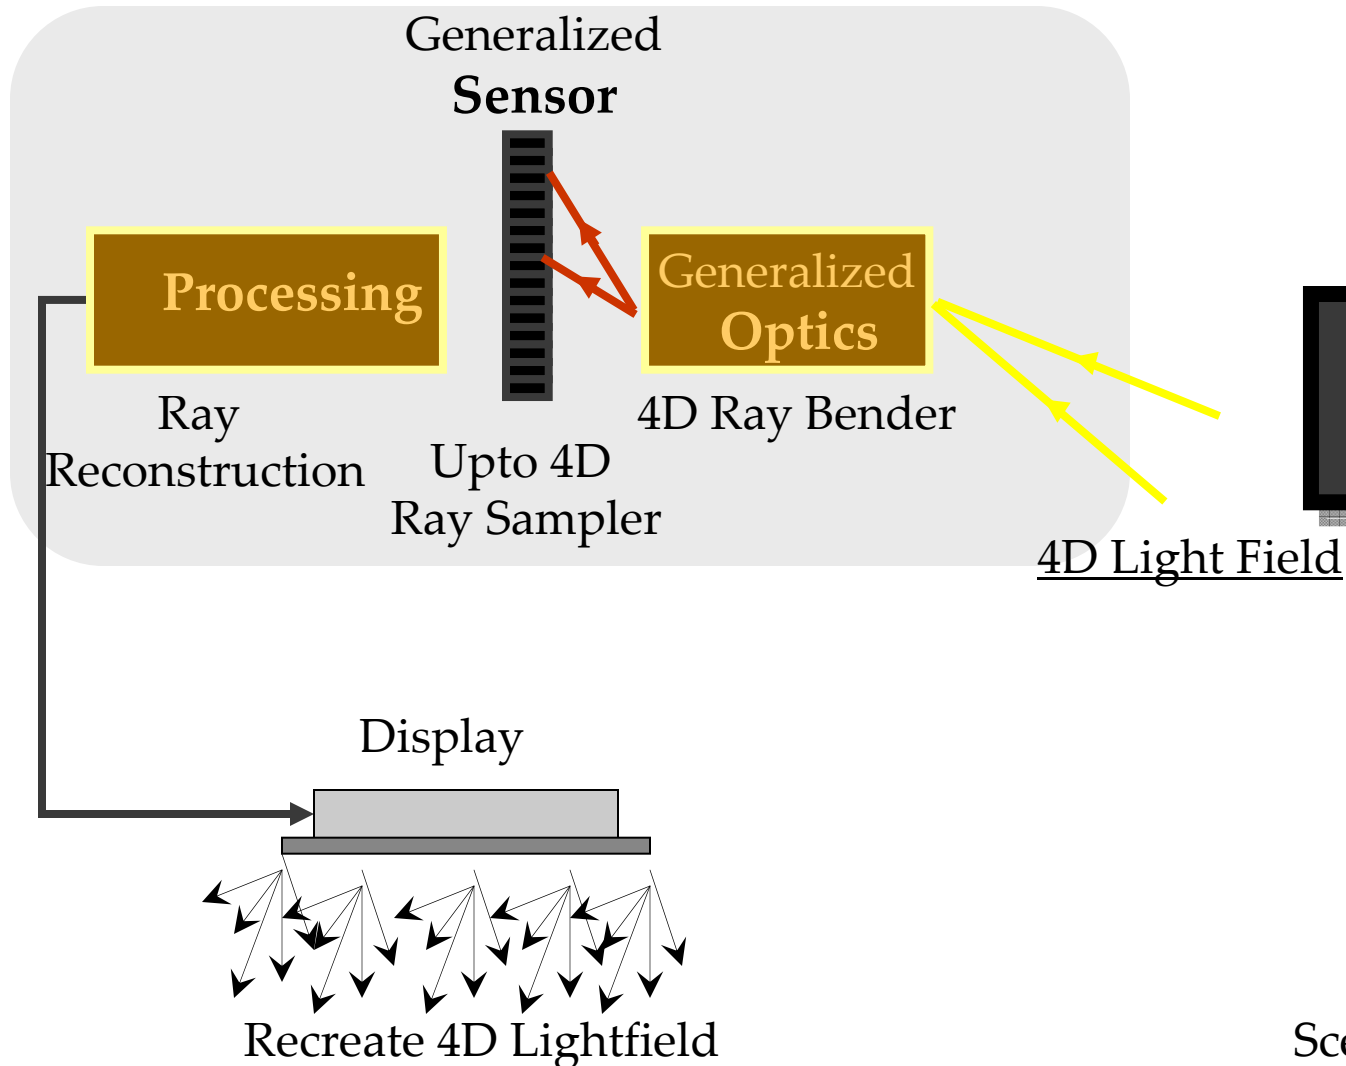 Generalized
Sensor
Processing
Generalized
Optics
Ray
Reconstruction
Upto 4D
Ray Sampler
4D Ray Bender
4D Light Field
Display
Recreate 4D Lightfield